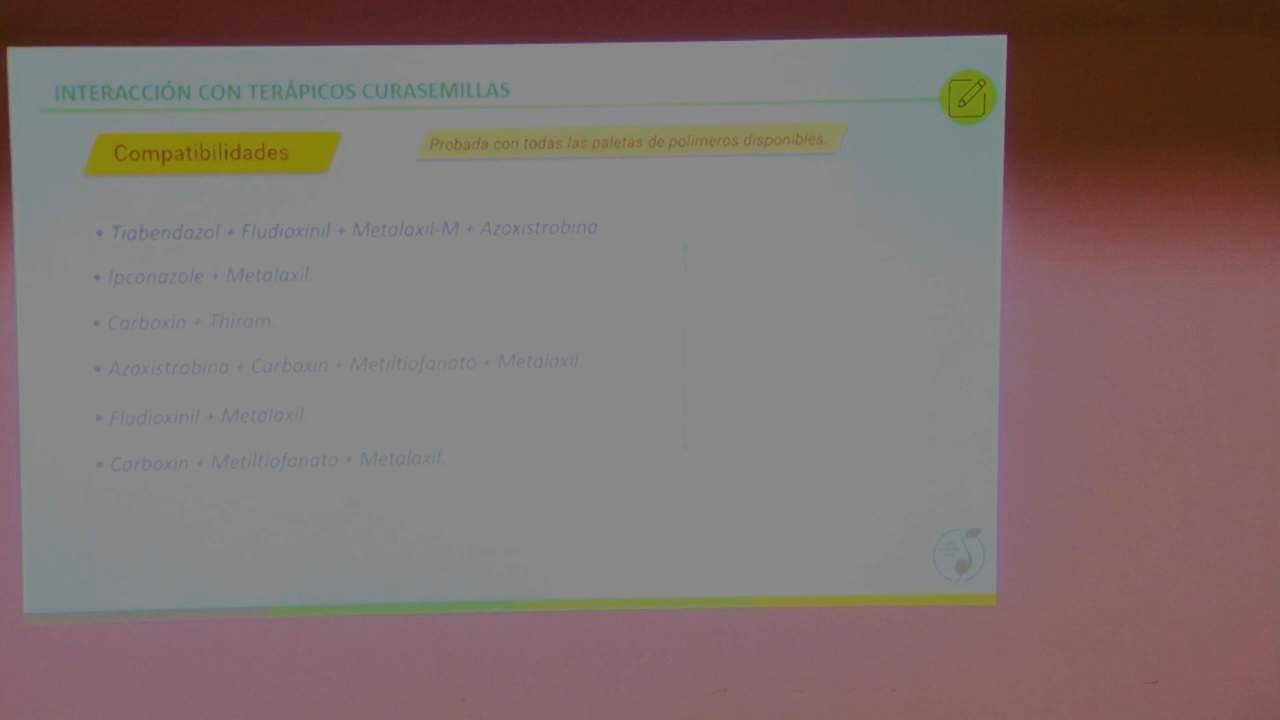 INTERACCIÓN CON TERÁPICOS CURASEMILLAS
Compatibilidades
Probada con todas las paletas de polímeros disponibles.
• Tiabendazol + Fludioxinil + Metalaxil-M + Azoxistrobina
• Ipconazole + Metalaxil.
• Carboxin + Thiram.
• Azoxistrobina + Carboxin + Metiltiofanato + Metalaxil.
• Fludioxinil + Metalaxil.
• Carboxin + Metiltiofanato + Metalaxil.